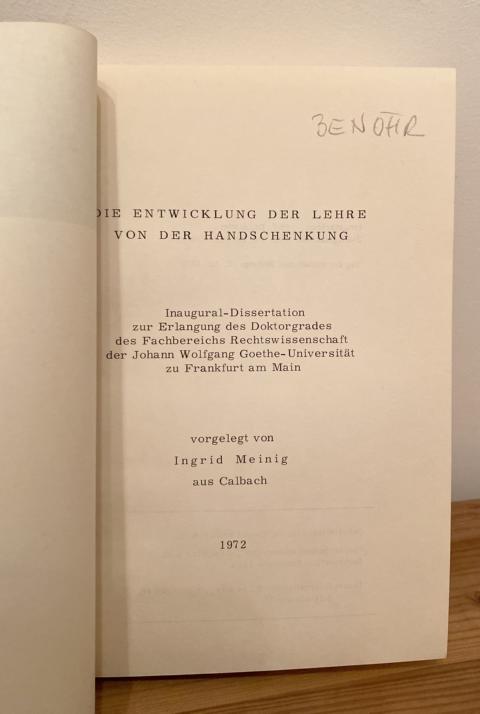 BENÖHR
DIE ENTWICKLUNG DER LEHRE
VON DER HANDSCHENKUNG
Inaugural-Dissertation
zur Erlangung des Doktorgrades
des Fachbereichs Rechtswissenschaft
der Johann Wolfgang Goethe-Universität
zu Frankfurt am Main
vorgelegt von
Ingrid Meinig
aus Calbach
1972